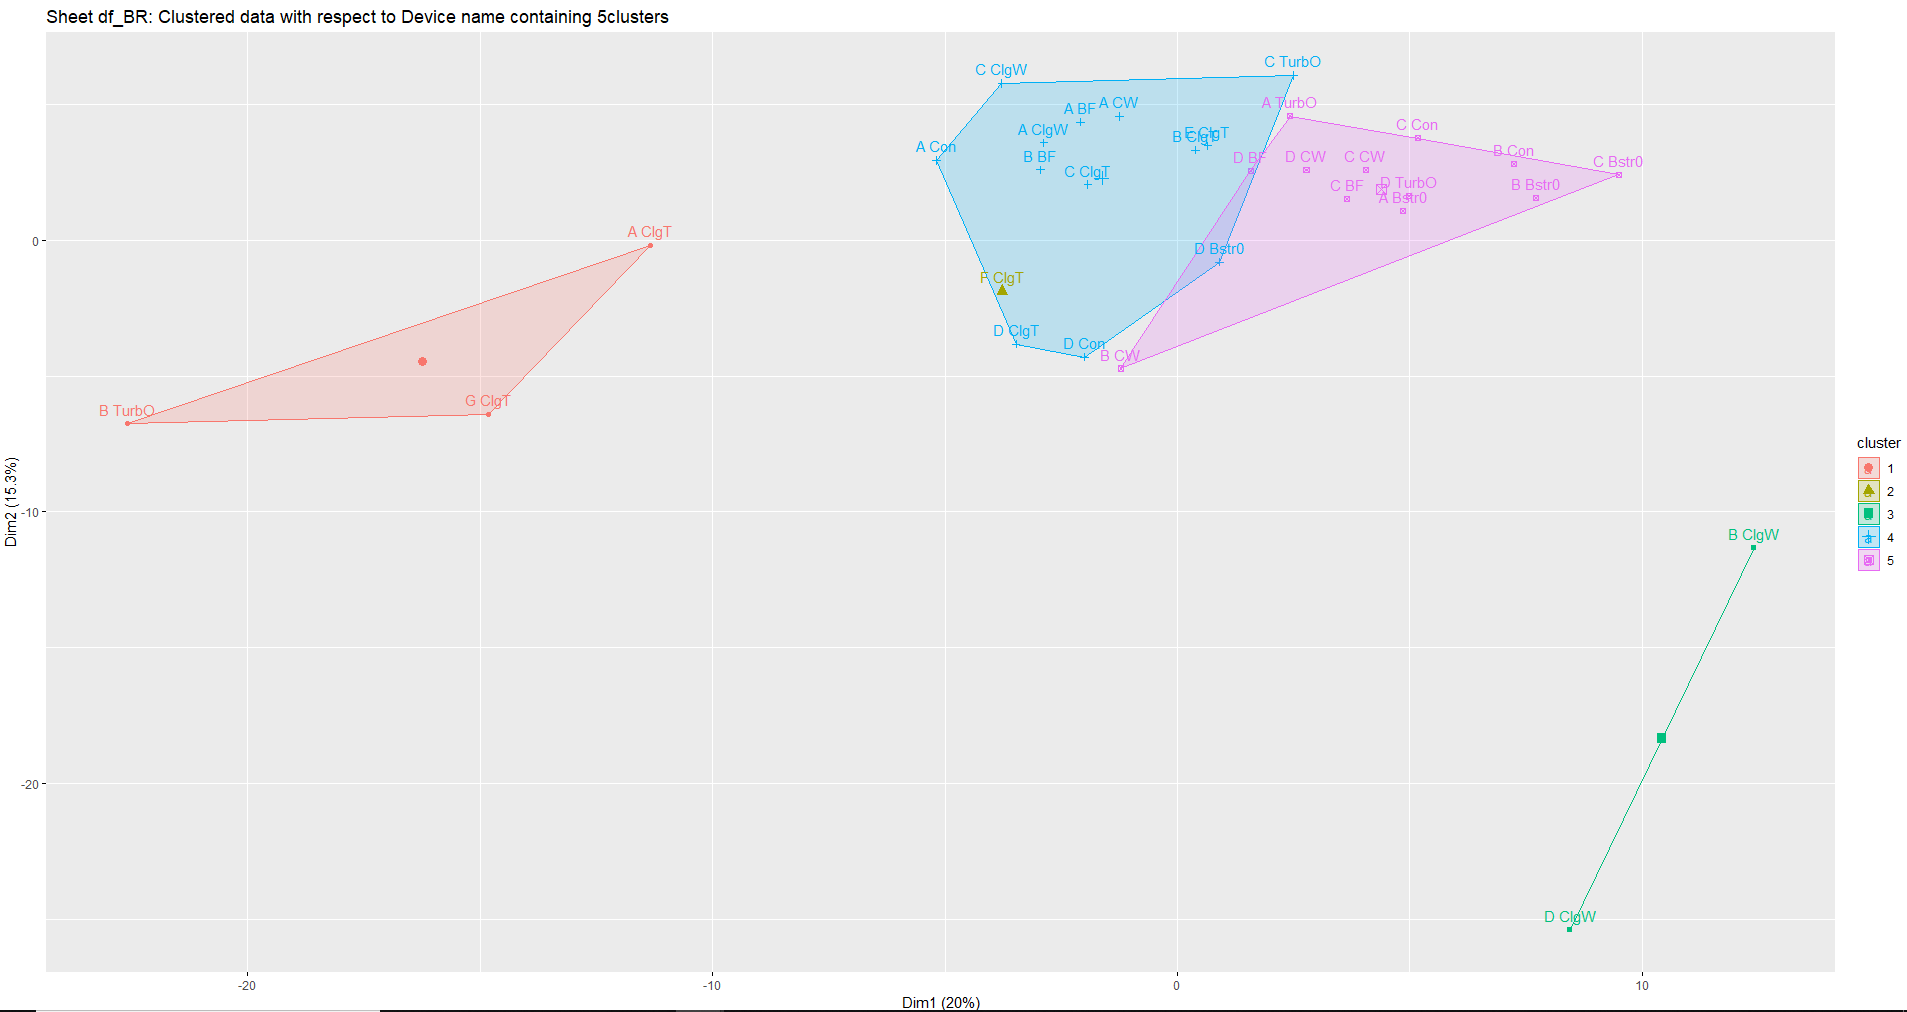 Sheet df_BR: Clustered data with respect to Device name containing 5clusters
C TurbO
C ClgW
A TurbO
A CW
A BF
C Con
A ClgW
E ClgT
B ClgT
A Con
B Con
B BF
D BF
D CW
C CW
C Bstr0
C ClgT
D TurbO
C BF
B Bstr0
A Bstr0
A ClgT
D Bstr0
F ClgT
D ClgT
D Con
B CW
G ClgT
B TurbO
B ClgW
D ClgW
0
-10
-20
Dim2 (15.3%)
-20
-10
0
10
Dim1 (20%)
cluster
1
2
3
4
5